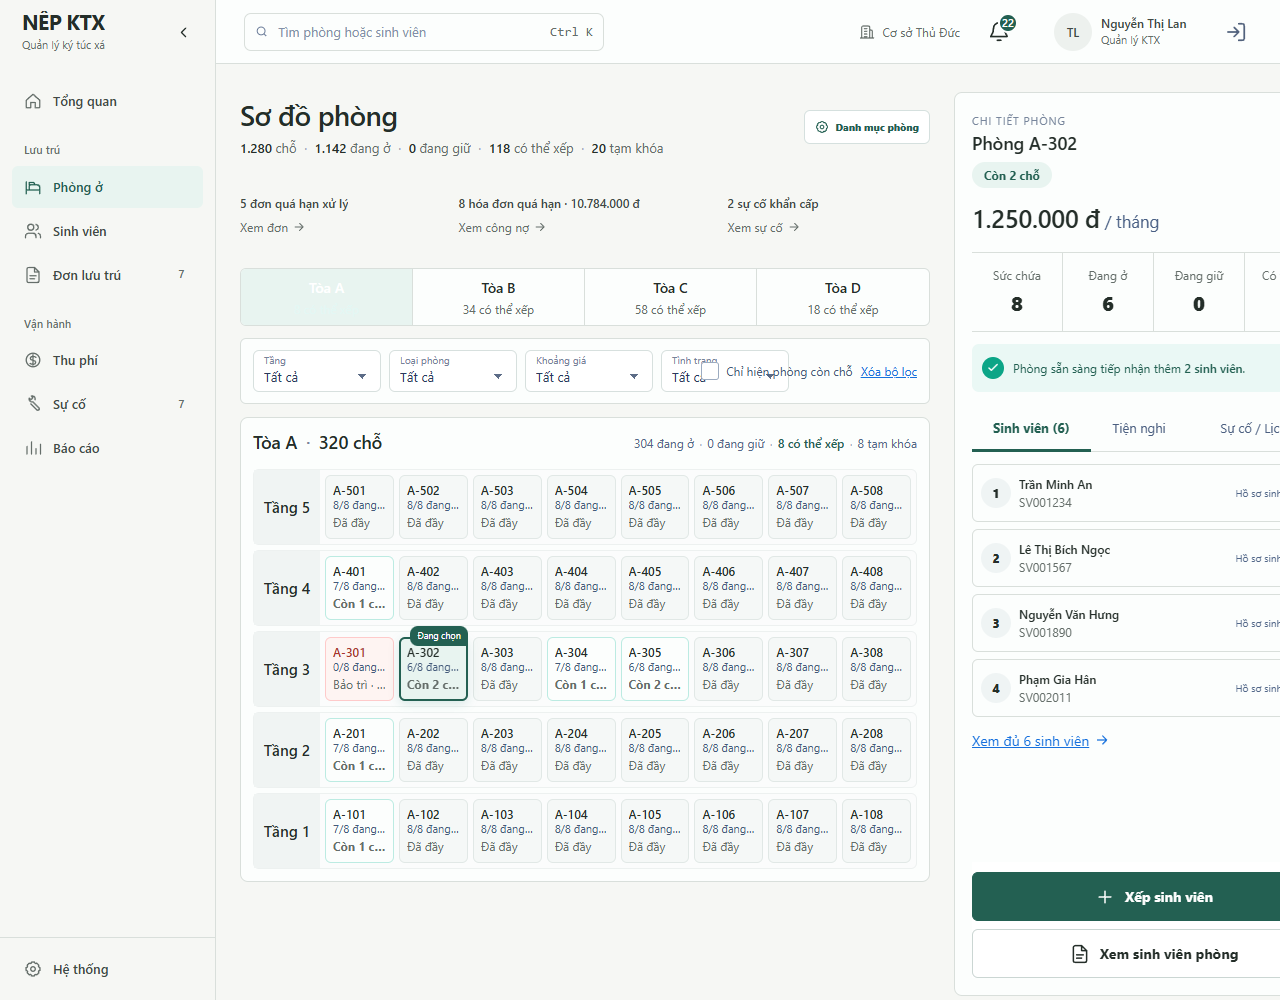 NẾP KTX
Quản lý ký túc xá
Tổng quan
Lưu trú
Phòng ở
Sinh viên
Đơn lưu trú 7
Vận hành
Thu phí
Sự cố 7
Báo cáo
Hệ thống
Tìm phòng hoặc sinh viên Ctrl K
Cơ sở Thủ Đức
22
TL
Nguyễn Thị Lan
Quản lý KTX
Sơ đồ phòng
1.280 chỗ · 1.142 đang ở · 0 đang giữ · 118 có thể xếp · 20 tạm khóa
Danh mục phòng
5 đơn quá hạn xử lý
Xem đơn →
8 hóa đơn quá hạn · 10.784.000 đ
Xem công nợ →
2 sự cố khẩn cấp
Xem sự cố →
Tòa A
Tòa B
34 có thể xếp
Tòa C
58 có thể xếp
Tòa D
18 có thể xếp
Tầng
Tất cả
Loại phòng
Tất cả
Khoảng giá
Tất cả
Tình trạng
Tất cả
Chỉ hiện phòng còn chỗ
Xóa bộ lọc
Tòa A · 320 chỗ
304 đang ở · 0 đang giữ · 8 có thể xếp · 8 tạm khóa
Tầng 5
A-501 A-502 A-503 A-504 A-505 A-506 A-507 A-508
8/8 đang... 8/8 đang... 8/8 đang... 8/8 đang... 8/8 đang... 8/8 đang... 8/8 đang... 8/8 đang...
Đã đầy Đã đầy Đã đầy Đã đầy Đã đầy Đã đầy Đã đầy Đã đầy
Tầng 4
A-401 A-402 A-403 A-404 A-405 A-406 A-407 A-408
7/8 đang... 8/8 đang... 8/8 đang... 8/8 đang... 8/8 đang... 8/8 đang... 8/8 đang... 8/8 đang...
Còn 1 c... Đã đầy Đã đầy Đã đầy Đã đầy Đã đầy Đã đầy Đã đầy
Đang chọn
Tầng 3
A-301 A-302 A-303 A-304 A-305 A-306 A-307 A-308
0/8 đang... 6/8 đang... 8/8 đang... 7/8 đang... 6/8 đang... 8/8 đang... 8/8 đang... 8/8 đang...
Bảo trì · ... Còn 2 c... Đã đầy Còn 1 c... Còn 2 c... Đã đầy Đã đầy Đã đầy
Tầng 2
A-201 A-202 A-203 A-204 A-205 A-206 A-207 A-208
7/8 đang... 8/8 đang... 8/8 đang... 8/8 đang... 8/8 đang... 8/8 đang... 8/8 đang... 8/8 đang...
Còn 1 c... Đã đầy Đã đầy Đã đầy Đã đầy Đã đầy Đã đầy Đã đầy
Tầng 1
A-101 A-102 A-103 A-104 A-105 A-106 A-107 A-108
7/8 đang... 8/8 đang... 8/8 đang... 8/8 đang... 8/8 đang... 8/8 đang... 8/8 đang... 8/8 đang...
Còn 1 c... Đã đầy Đã đầy Đã đầy Đã đầy Đã đầy Đã đầy Đã đầy
CHI TIẾT PHÒNG
Phòng A-302
Còn 2 chỗ
1.250.000 đ / tháng
Sức chứa Đang ở Đang giữ Có
8 6 0
Phòng sẵn sàng tiếp nhận thêm 2 sinh viên.
Sinh viên (6) Tiện nghi Sự cố / Lịc
1 Trần Minh An
SV001234
Hồ sơ sinh
2 Lê Thị Bích Ngọc
SV001567
Hồ sơ sinh
3 Nguyễn Văn Hưng
SV001890
Hồ sơ sinh
4 Phạm Gia Hân
SV002011
Hồ sơ sinh
Xem đủ 6 sinh viên →
Xếp sinh viên
Xem sinh viên phòng